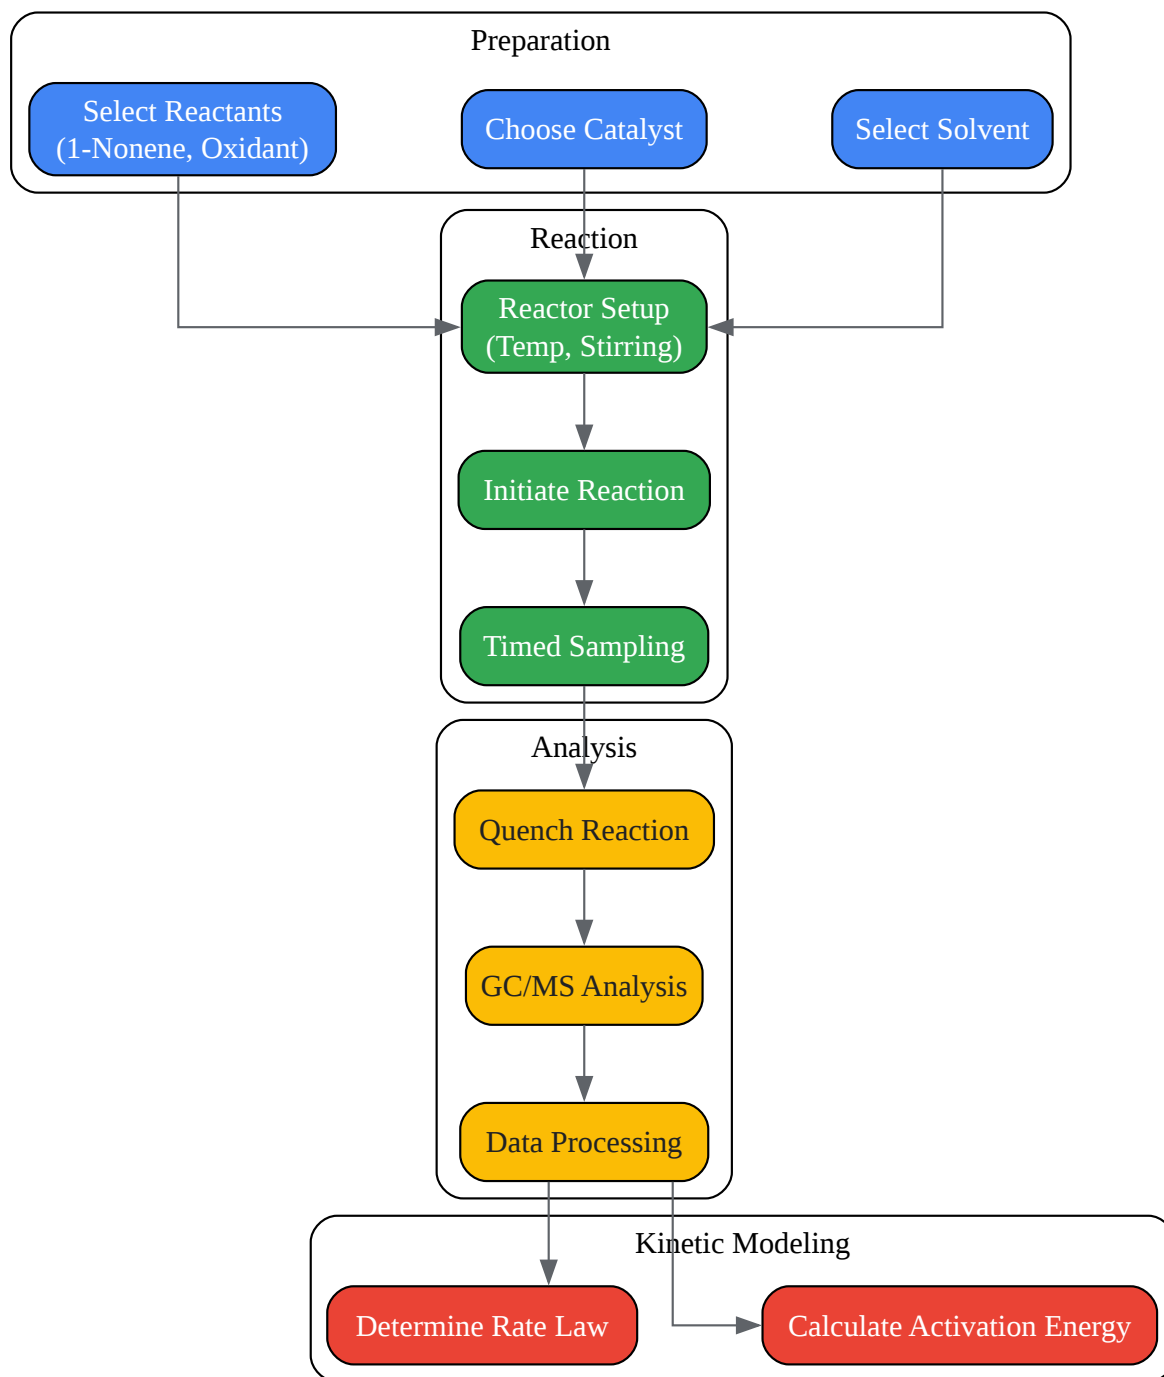 Preparation
Select Reactants
(1-Nonene, Oxidant)
Choose Catalyst
Select Solvent
Reaction
Reactor Setup
(Temp, Stirring)
Initiate Reaction
Timed Sampling
Analysis
Quench Reaction
GC/MS Analysis
Data Processing
Kinetic Modeling
Determine Rate Law
Calculate Activation Energy